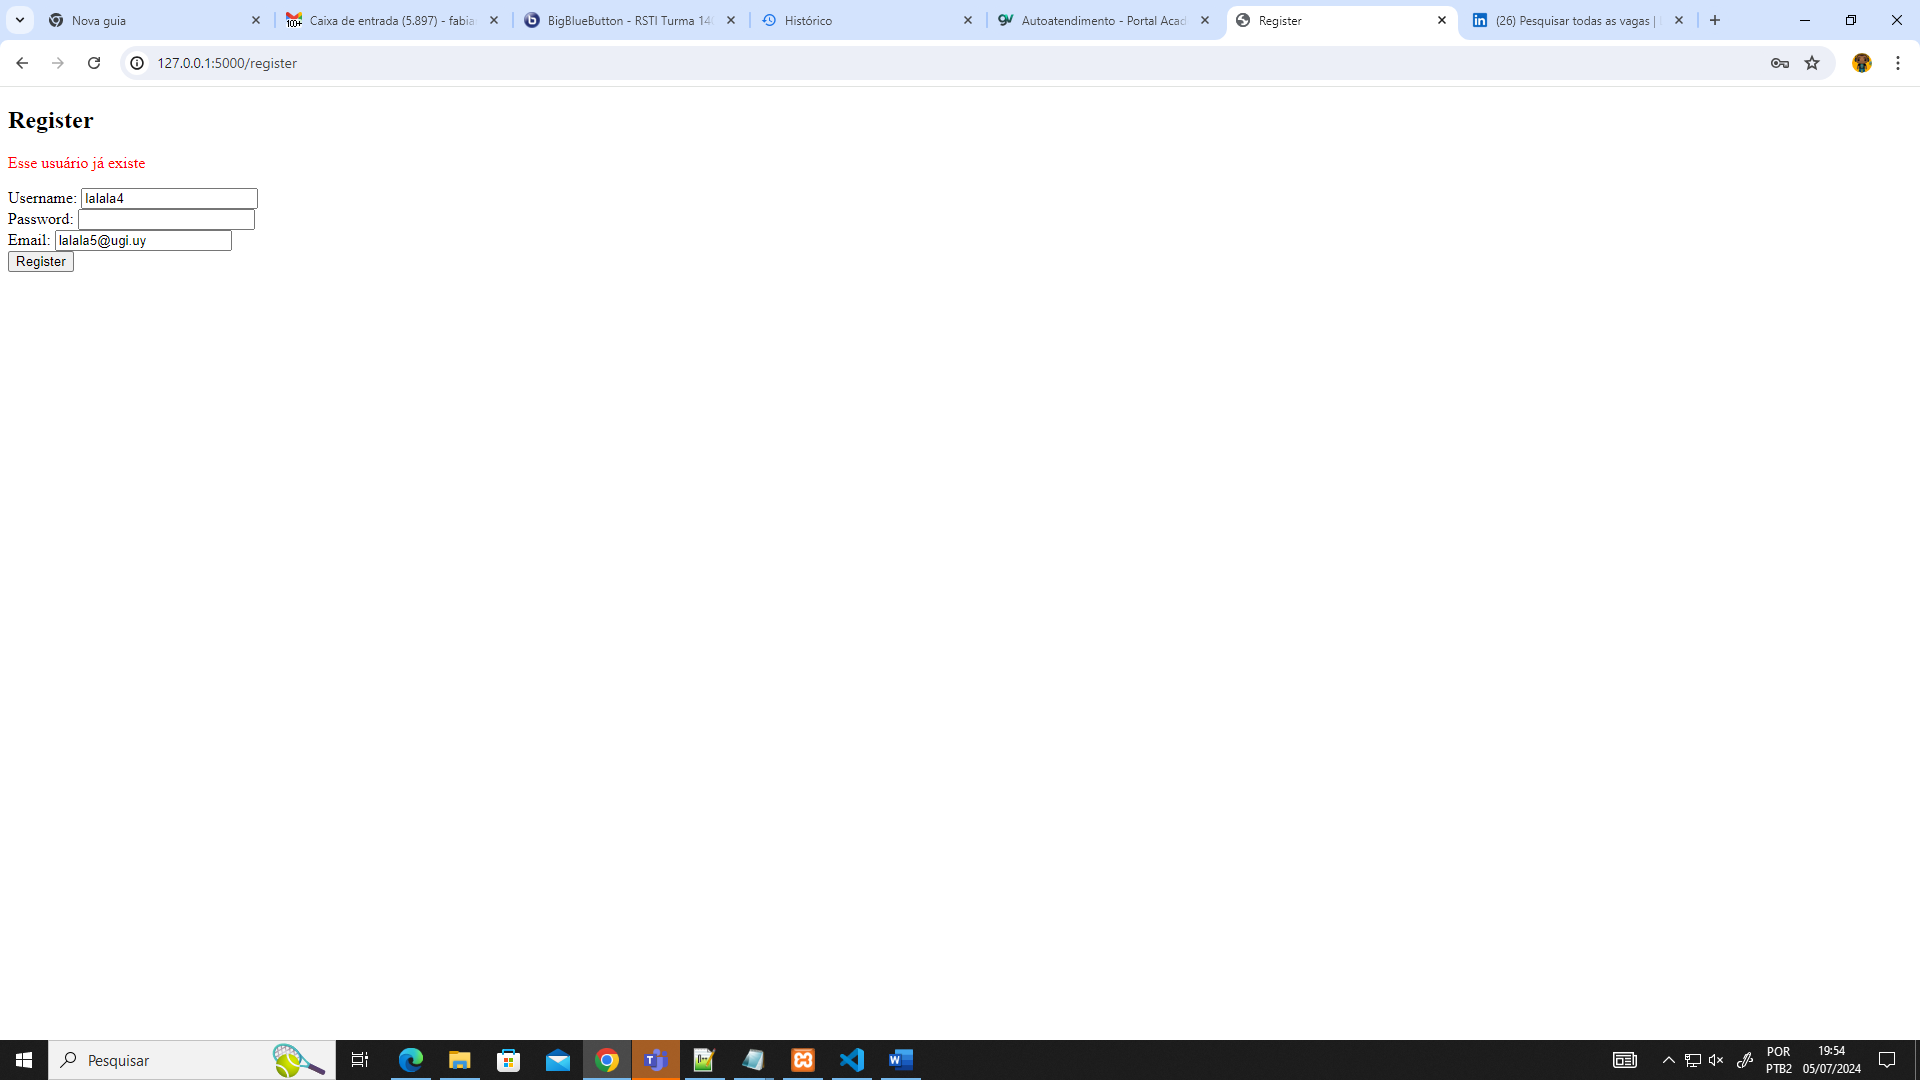 Nova guia
Caixa de entrada (5.897) - fabia
BigBlueButton - RSTI Turma 14
Histórico
Autoatendimento - Portal Acad
Register
(26) Pesquisar todas as vagas |
127.0.0.1:5000/register
Register
Esse usuário já existe
Username: lalala4
Password:
Email: lalala5@ugi.uy
Register
Pesquisar
POR
PTB2
19:54
05/07/2024